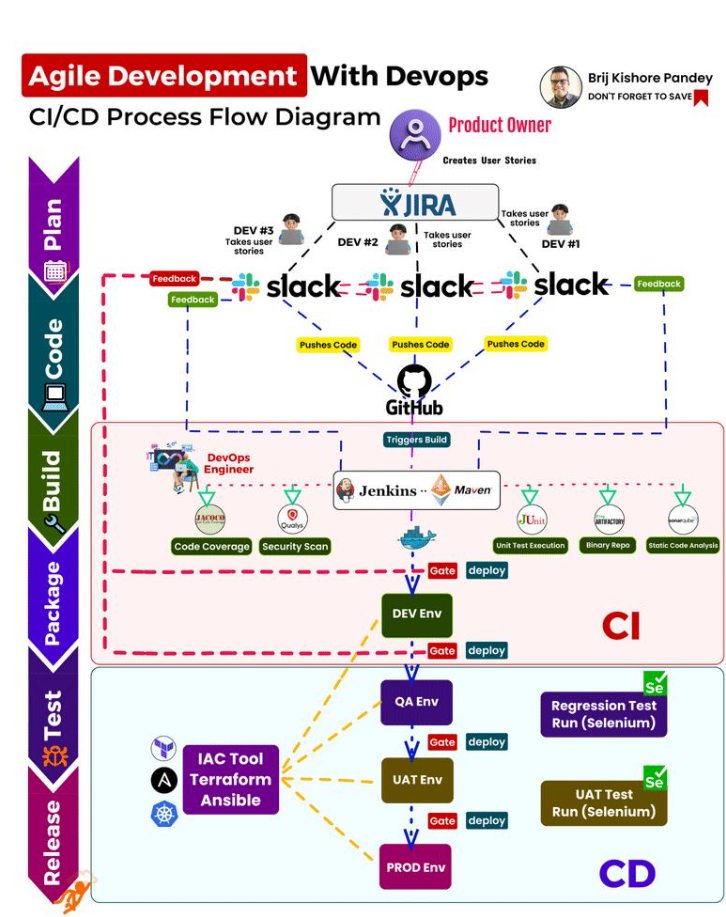 Agile Development With Devops
CI/CD Process Flow Diagram
Brij Kishore Pandey
DON'T FORGET TO SAVE
Product Owner
Creates User Stories
JIRA
DEV #3
Takes user
stories
DEV #2
Takes user
stories
Takes user
stories
DEV #1
Plan
Feedback
slack
slack
slack
Feedback
Feedback
Code
Pushes Code
Pushes Code
Pushes Code
GitHub
Triggers Build
DevOps
Engineer
IT
Build
Jenkins
Maven
JACOCO
Qualys
JUnit
ARTIFACTORY
sonarqube
Code Coverage
Security Scan
Unit Test Execution
Binary Repo
Static Code Analysis
Package
Gate
deploy
DEV Env
CI
Gate
deploy
Test
QA Env
Se
Regression Test
Run (Selenium)
Gate
deploy
IAC Tool
Terraform
Ansible
UAT Env
Se
UAT Test
Run (Selenium)
Release
Gate
deploy
PROD Env
CD